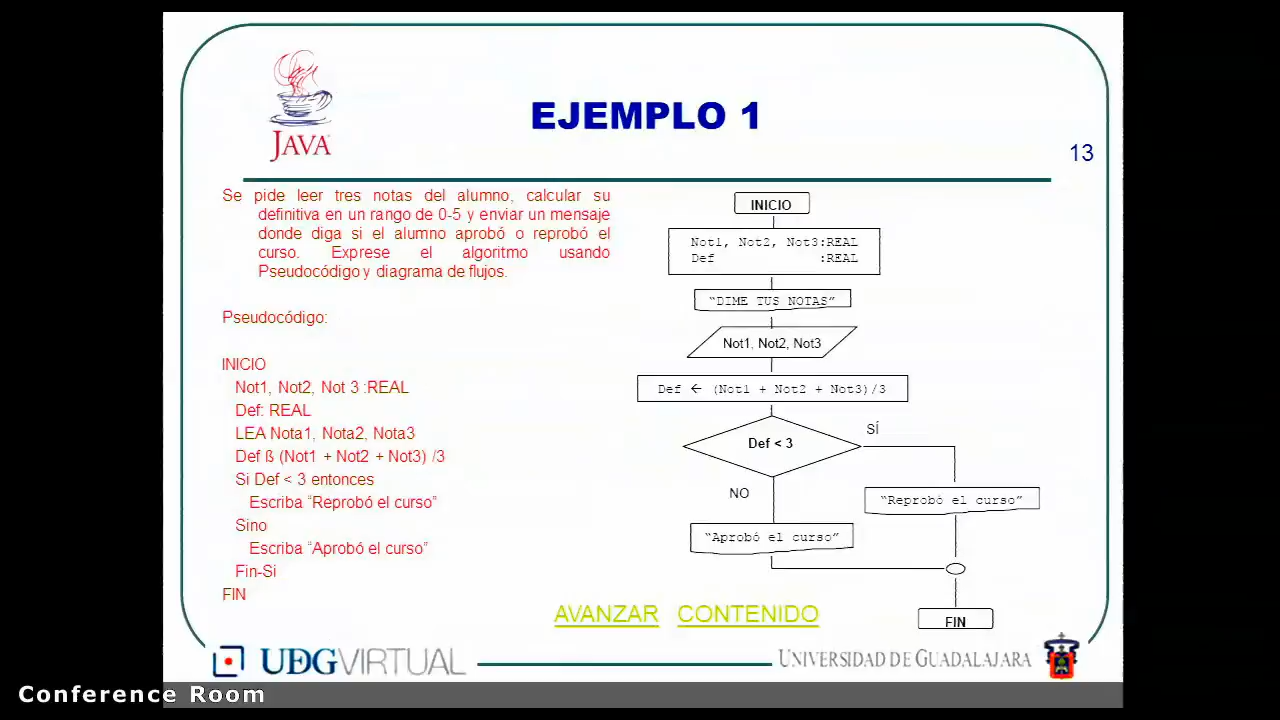 JAVA
EJEMPLO 1
13
Se pide leer tres notas del alumno, calcular su
definitiva en un rango de 0-5 y enviar un mensaje
donde diga si el alumno aprobó o reprobó el
curso. Exprese el algoritmo usando
Pseudocódigo y diagrama de flujos.
Pseudocódigo:
INICIO
Not1, Not2, Not 3 :REAL
Def: REAL
LEA Nota1, Nota2, Nota3
Def ß (Not1 + Not2 + Not3) /3
Si Def < 3 entonces
Escriba “Reprobó el curso”
Sino
Escriba “Aprobó el curso”
Fin-Si
FIN
INICIO
Not1, Not2, Not3:REAL
Def :REAL
“DIME TUS NOTAS”
Not1, Not2, Not3
Def ← (Not1 + Not2 + Not3)/3
Def < 3
SÍ
NO
“Reprobó el curso”
“Aprobó el curso”
FIN
AVANZAR CONTENIDO
UDGVIRTUAL
UNIVERSIDAD DE GUADALAJARA
Conference Room